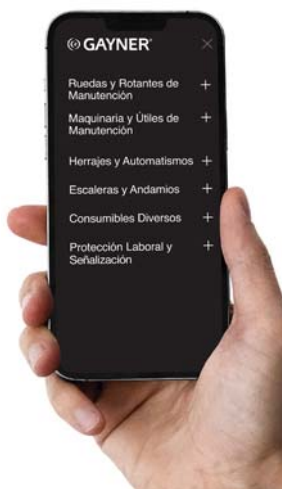 GAYNER
Ruedas y Rotantes de
Manutención
Maquinaria y Útiles de
Manutención
Herrajes y Automatismos
Escaleras y Andamios
Consumibles Diversos
Protección Laboral y
Señalización